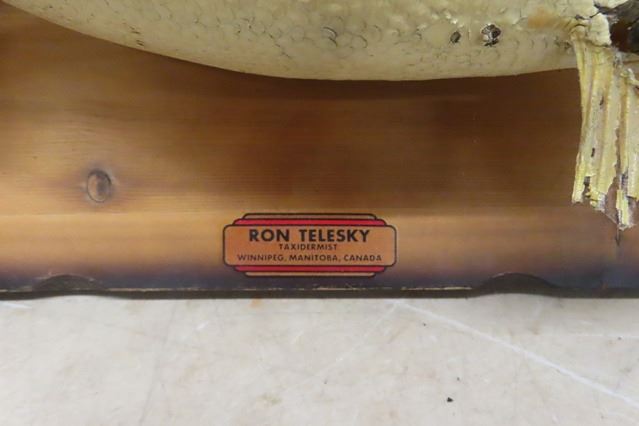 RON TELESKY
TAXIDERMIST
WINNIPEG, MANITOBA, CANADA